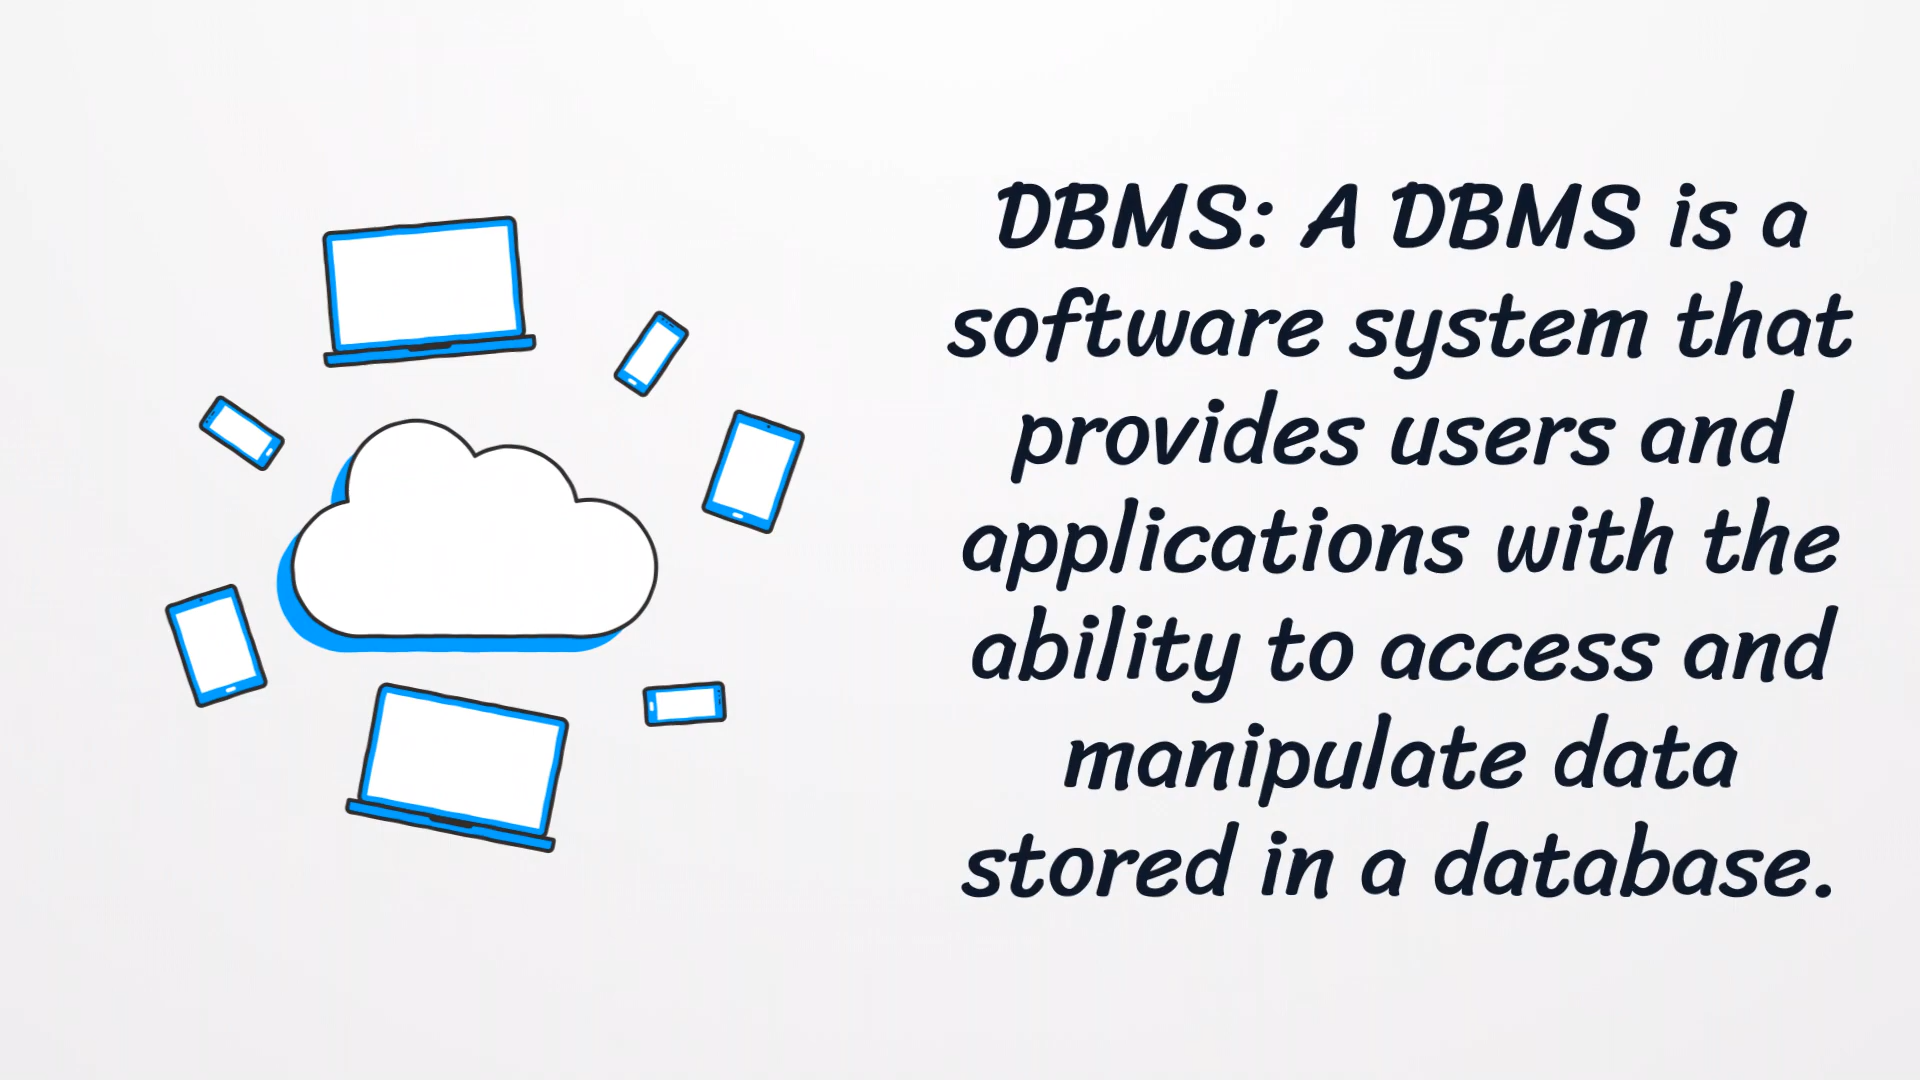 DBMS: A DBMS is a
software system that
provides users and
applications with the
ability to access and
manipulate data
stored in a database.